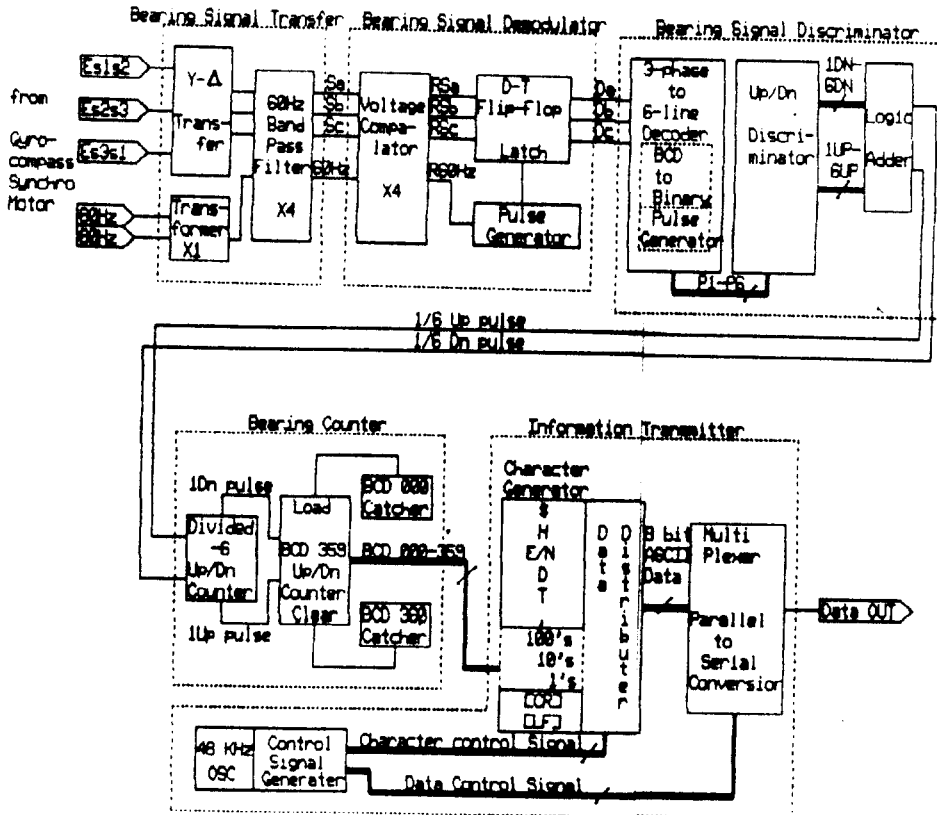 Bearing Signal Transfer
Bearing Signal Demodulator
Bearing Signal Discriminator
from
Gyro-
compass
Synchro
Motor
Es1s2
Es2s3
Es3s1
60Hz
60Hz
Y-Δ
Trans-
fer
Trans-
former
X1
60Hz
Band
Pass
Filter
X4
Sa
Sb
Sc
60Hz
Voltage
Compa-
lator
X4
RSa
RSb
RSc
R60Hz
D-T
Flip-Flop
Latch
Pulse
Generator
Da
Db
Dc
3-phase
to
6-line
Decoder
BCD
to
Binary
Pulse
Generator
P1-P6
Up/Dn
Discri-
minator
1DN-
6DN
1UP-
6UP
Logic
Adder
1/6 Up pulse
1/6 Dn pulse
Bearing Counter
1Dn pulse
Divided
-6
Up/Dn
Counter
1Up pulse
Load
BCD 359
Up/Dn
Counter
Clear
BCD 000
Catcher
BCD 000-359
BCD 360
Catcher
Information Transmitter
Character
Generator
$
H
E/N
D
T
,
100's
10's
1's
[CR]
[LF]
Data
Distributer
8 bit
ASCII
Data
Multi
Plexer
Parallel
to
Serial
Conversion
Data OUT
48 KHz
OSC
Control
Signal
Generater
Character control Signal
Data Control Signal